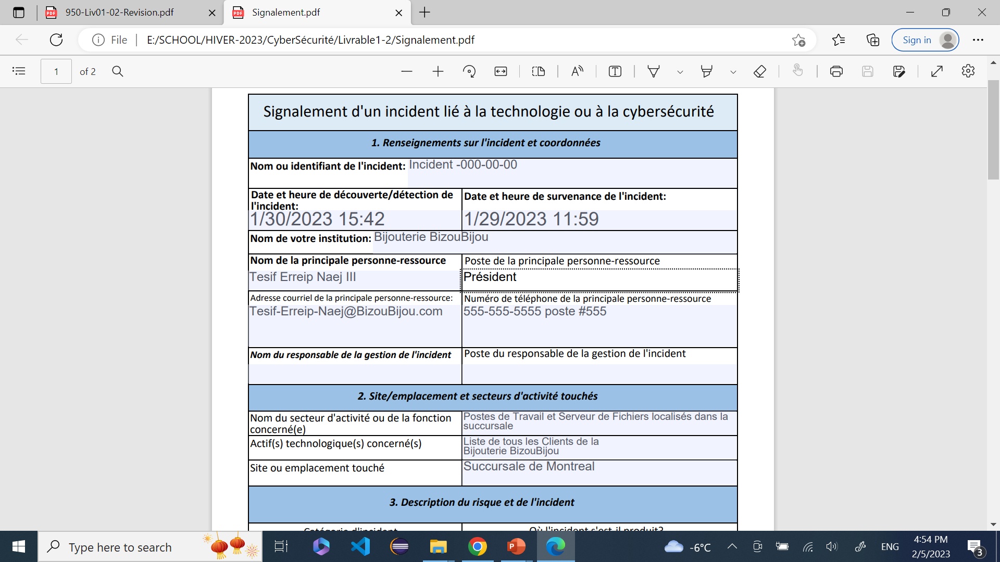 950-Liv01-02-Revision.pdf
Signalement.pdf
File
E:/SCHOOL/HIVER-2023/CyberSécurité/Livrable1-2/Signalement.pdf
Sign in
1
of 2
Signalement d'un incident lié à la technologie ou à la cybersécurité
1. Renseignements sur l'incident et coordonnées
Nom ou identifiant de l'incident: Incident -000-00-00
Date et heure de découverte/détection de
l'incident:
1/30/2023 15:42
Date et heure de survenance de l'incident:
1/29/2023 11:59
Nom de votre institution: Bijouterie BizouBijou
Nom de la principale personne-ressource
Tesif Erreip Naej III
Poste de la principale personne-ressource
Président
Adresse courriel de la principale personne-ressource:
Tesif-Erreip-Naej@BizouBijou.com
Numéro de téléphone de la principale personne-ressource
555-555-5555 poste #555
Nom du responsable de la gestion de l'incident
Poste du responsable de la gestion de l'incident
2. Site/emplacement et secteurs d'activité touchés
Nom du secteur d'activité ou de la fonction
concerné(e)
Postes de Travail et Serveur de Fichiers localisés dans la
succursale
Actif(s) technologique(s) concerné(s)
Liste de tous les Clients de la
Bijouterie BizouBijou
Site ou emplacement touché
Succursale de Montreal
3. Description du risque et de l'incident
Catégorie d'incident
Où l'incident s'est-il produit?
Type here to search
-6°C
ENG
4:54 PM
2/5/2023
3